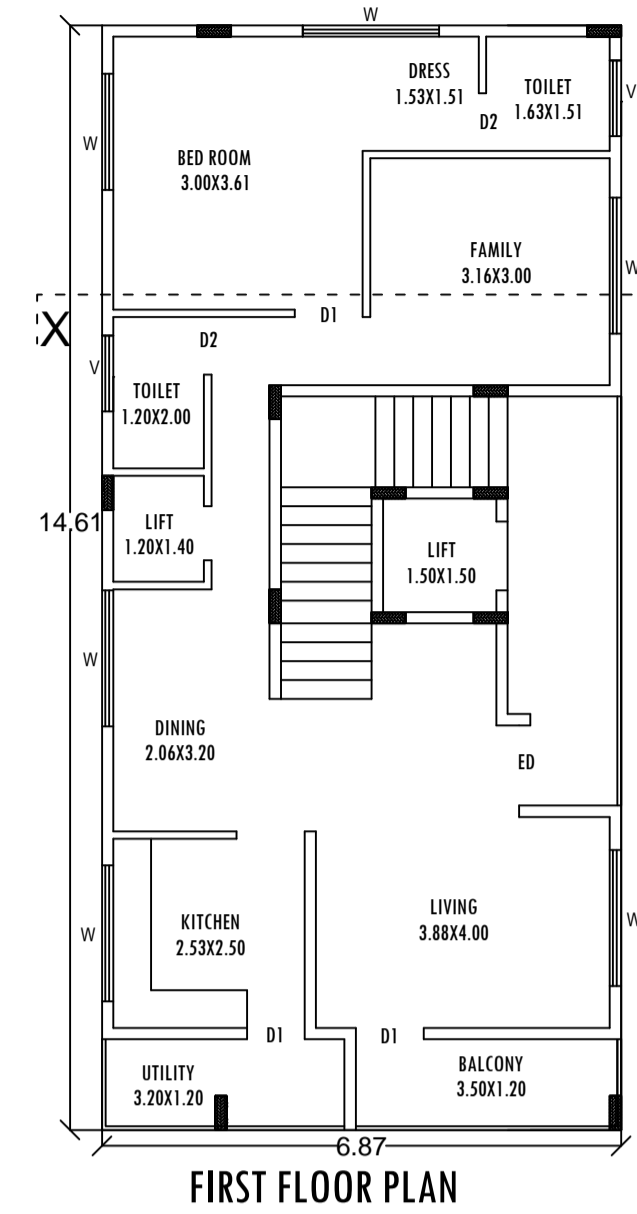 W
DRESS
1.53X1.51
TOILET
1.63X1.51
V
D2
W
BED ROOM
3.00X3.61
FAMILY
3.16X3.00
W
D1
X
D2
V
TOILET
1.20X2.00
14.61
LIFT
1.20X1.40
LIFT
1.50X1.50
W
DINING
2.06X3.20
ED
LIVING
3.88X4.00
KITCHEN
2.53X2.50
W
W
D1
D1
UTILITY
3.20X1.20
BALCONY
3.50X1.20
6.87
FIRST FLOOR PLAN